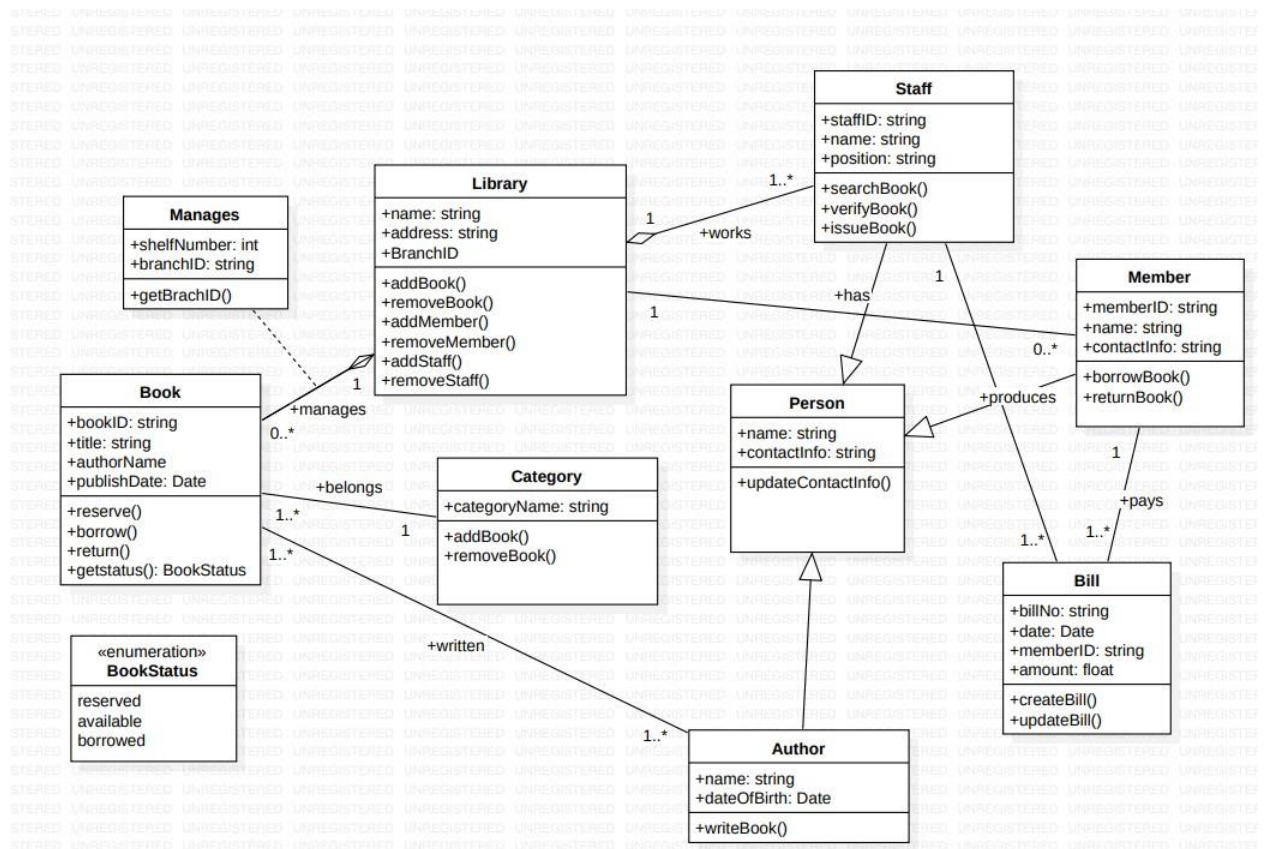 Staff
+staffID: string
+name: string
+position: string
+searchBook()
+verifyBook()
+issueBook()
Library
+name: string
+address: string
+BranchID
+addBook()
+removeBook()
+addMember()
+removeMember()
+addStaff()
+removeStaff()
1..*
1
+works
Manages
+shelfNumber: int
+branchID: string
+getBrachID()
Member
+memberID: string
+name: string
+contactInfo: string
+borrowBook()
+returnBook()
+has
1
1
0..*
1
+manages
0..*
Book
+bookID: string
+title: string
+authorName
+publishDate: Date
+reserve()
+borrow()
+return()
+getstatus(): BookStatus
Person
+name: string
+contactInfo: string
+updateContactInfo()
+produces
1
+pays
1..*
1..*
Category
+categoryName: string
+addBook()
+removeBook()
+belongs
1..*
1
1..*
+written
1..*
Bill
+billNo: string
+date: Date
+memberID: string
+amount: float
+createBill()
+updateBill()
«enumeration»
BookStatus
reserved
available
borrowed
Author
+name: string
+dateOfBirth: Date
+writeBook()